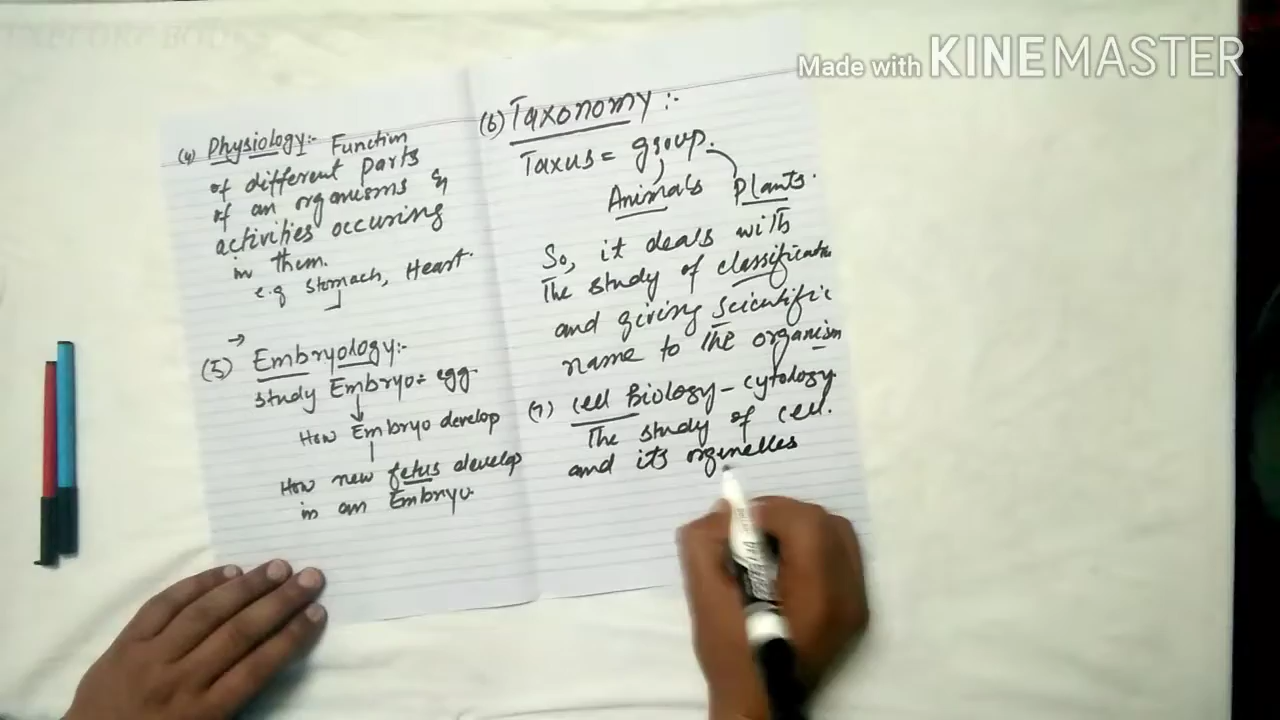 Made with KINEMASTER
(4) Physiology:- Function
of different parts
of an organisms &
activities occuring
in them.
e.g stomach, Heart.
→
(5) Embryology:-
study Embryo = egg.
How Embryo develop
How new fetus develop
in an Embryo.
(6) Taxonomy :-
Taxus = group.
Animals Plants.
So, it deals with
The study of classification
and giving scientific
name to the organism
(7) Cell Biology - cytology.
The study of cell.
and its orgenelles